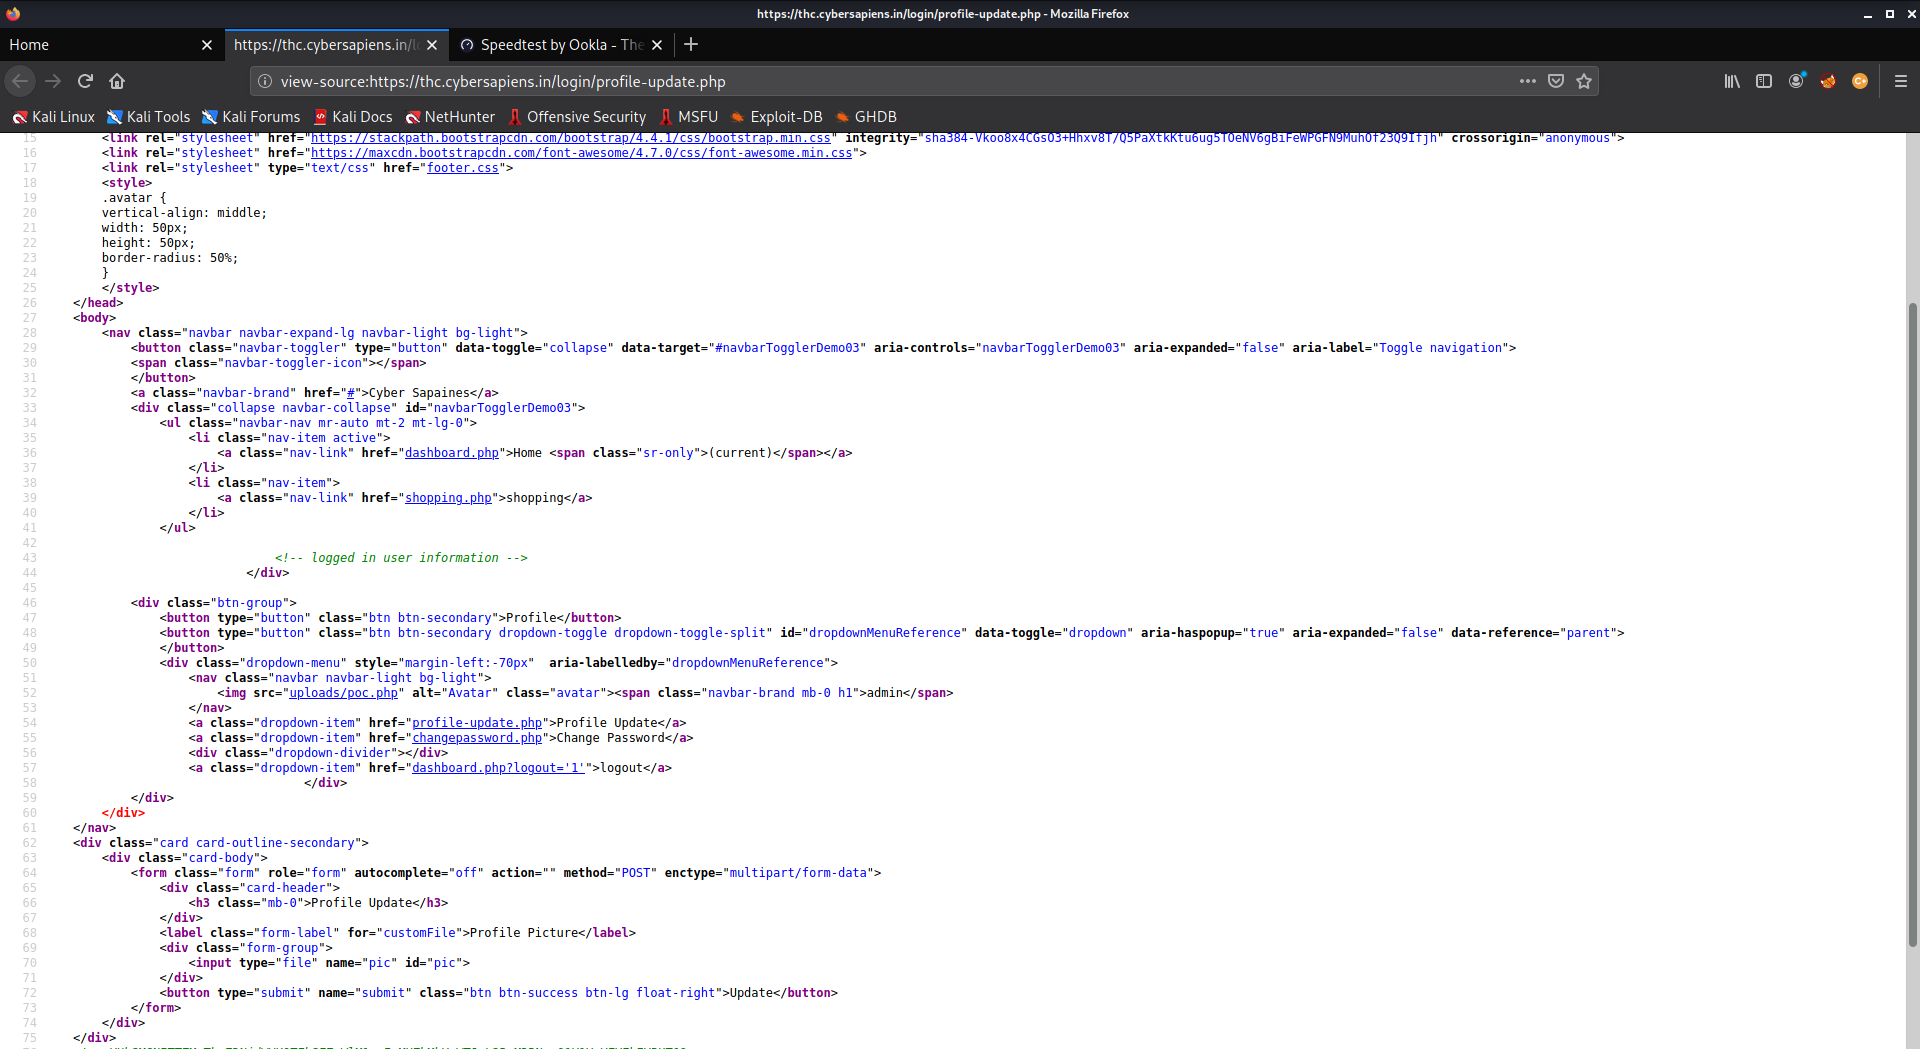 https://thc.cybersapiens.in/login/profile-update.php - Mozilla Firefox
Home
https://thc.cybersapiens.in/l
Speedtest by Ookla - The
view-source:https://thc.cybersapiens.in/login/profile-update.php
Kali Linux Kali Tools Kali Forums Kali Docs NetHunter Offensive Security MSFU Exploit-DB GHDB
15 <link rel="stylesheet" href="https://stackpath.bootstrapcdn.com/bootstrap/4.4.1/css/bootstrap.min.css" integrity="sha384-Vkoo8x4CGsO3+Hhxv8T/Q5PaXtkKtu6ug5TOeNV6gBiFeWPGFN9MuhOf23Q9Ifjh" crossorigin="anonymous">
16 <link rel="stylesheet" href="https://maxcdn.bootstrapcdn.com/font-awesome/4.7.0/css/font-awesome.min.css">
17 <link rel="stylesheet" type="text/css" href="footer.css">
18 <style>
19 .avatar {
20 vertical-align: middle;
21 width: 50px;
22 height: 50px;
23 border-radius: 50%;
24 }
25 </style>
26 </head>
27 <body>
28 <nav class="navbar navbar-expand-lg navbar-light bg-light">
29 <button class="navbar-toggler" type="button" data-toggle="collapse" data-target="#navbarTogglerDemo03" aria-controls="navbarTogglerDemo03" aria-expanded="false" aria-label="Toggle navigation">
30 <span class="navbar-toggler-icon"></span>
31 </button>
32 <a class="navbar-brand" href="#">Cyber Sapaines</a>
33 <div class="collapse navbar-collapse" id="navbarTogglerDemo03">
34 <ul class="navbar-nav mr-auto mt-2 mt-lg-0">
35 <li class="nav-item active">
36 <a class="nav-link" href="dashboard.php">Home <span class="sr-only">(current)</span></a>
37 </li>
38 <li class="nav-item">
39 <a class="nav-link" href="shopping.php">shopping</a>
40 </li>
41 </ul>
42
43 <!-- logged in user information -->
44 </div>
45
46 <div class="btn-group">
47 <button type="button" class="btn btn-secondary">Profile</button>
48 <button type="button" class="btn btn-secondary dropdown-toggle dropdown-toggle-split" id="dropdownMenuReference" data-toggle="dropdown" aria-haspopup="true" aria-expanded="false" data-reference="parent">
49 </button>
50 <div class="dropdown-menu" style="margin-left:-70px" aria-labelledby="dropdownMenuReference">
51 <nav class="navbar navbar-light bg-light">
52 <img src="uploads/poc.php" alt="Avatar" class="avatar"><span class="navbar-brand mb-0 h1">admin</span>
53 </nav>
54 <a class="dropdown-item" href="profile-update.php">Profile Update</a>
55 <a class="dropdown-item" href="changepassword.php">Change Password</a>
56 <div class="dropdown-divider"></div>
57 <a class="dropdown-item" href="dashboard.php?logout='1'">logout</a>
58 </div>
59 </div>
60 </div>
61 </nav>
62 <div class="card card-outline-secondary">
63 <div class="card-body">
64 <form class="form" role="form" autocomplete="off" action="" method="POST" enctype="multipart/form-data">
65 <div class="card-header">
66 <h3 class="mb-0">Profile Update</h3>
67 </div>
68 <label class="form-label" for="customFile">Profile Picture</label>
69 <div class="form-group">
70 <input type="file" name="pic" id="pic">
71 </div>
72 <button type="submit" name="submit" class="btn btn-success btn-lg float-right">Update</button>
73 </form>
74 </div>
75 </div>